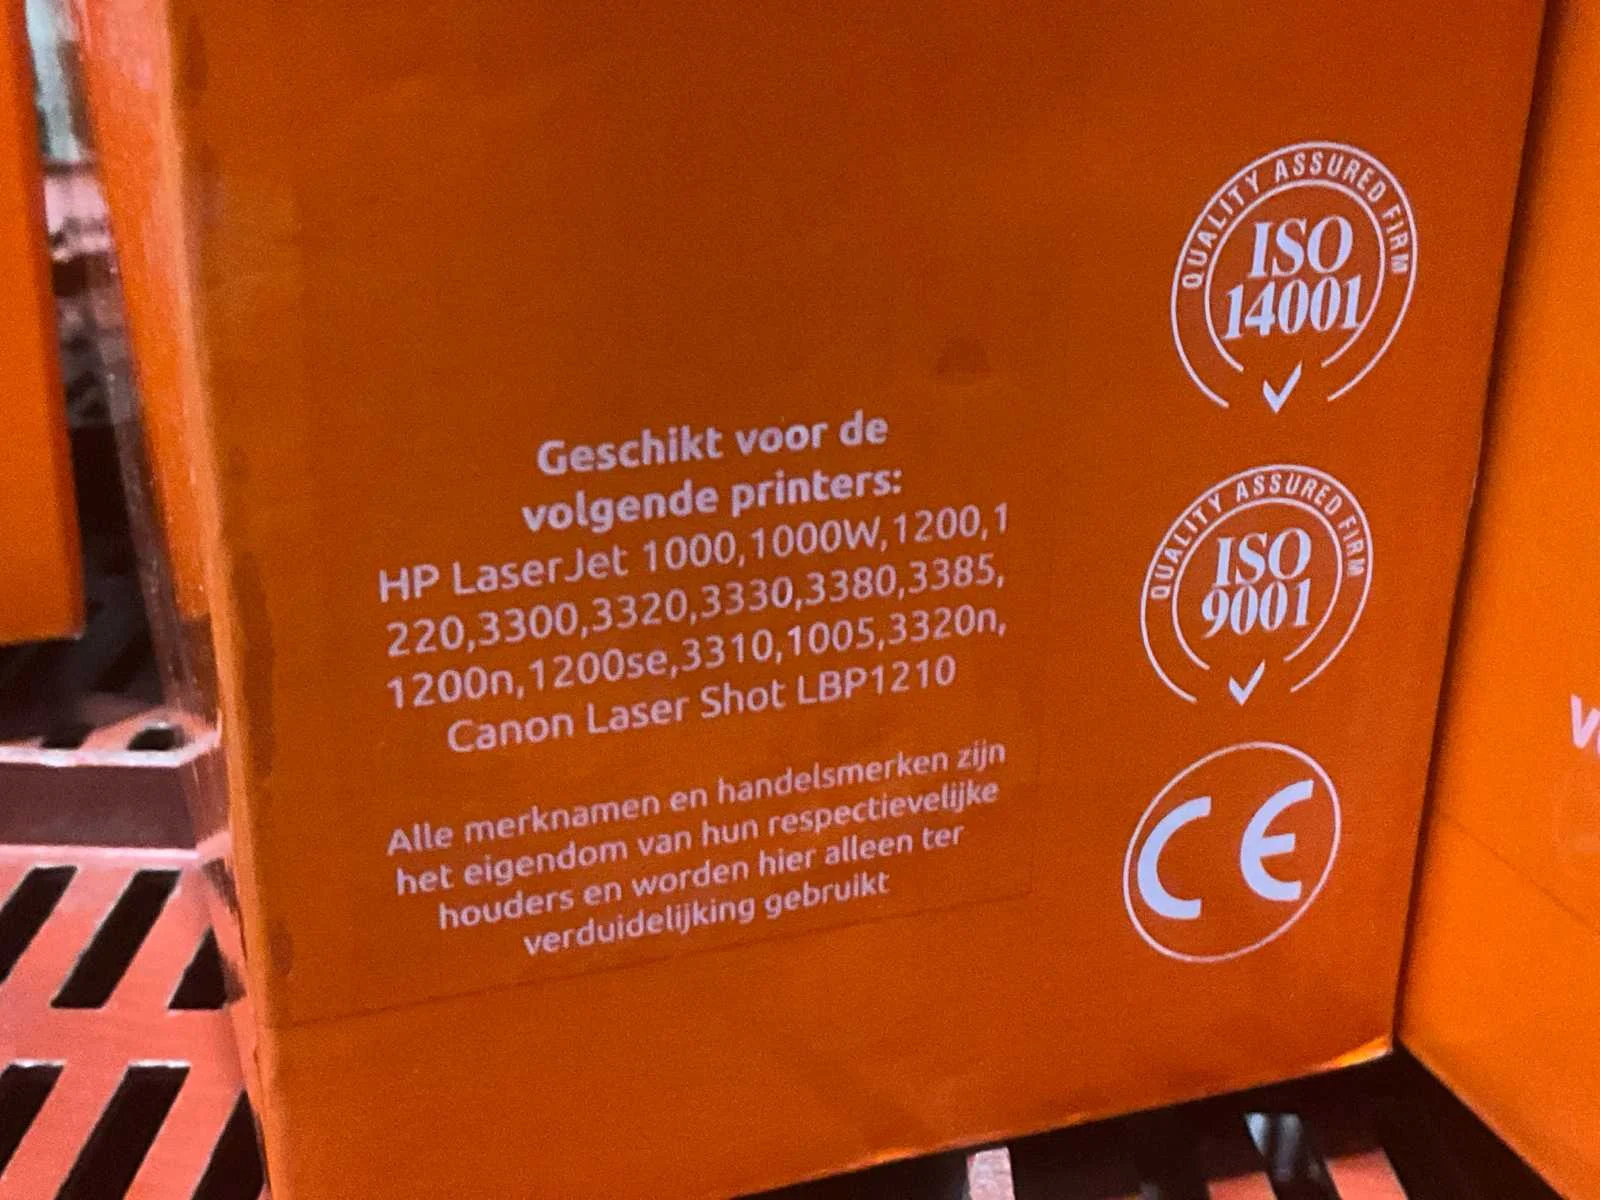 Geschikt voor de
volgende printers:
HP LaserJet 1000,1000W,1200,1
220,3300,3320,3330,3380,3385,
1200n,1200se,3310,1005,3320n,
Canon Laser Shot LBP1210
Alle merknamen en handelsmerken zijn
het eigendom van hun respectievelijke
houders en worden hier alleen ter
verduidelijking gebruikt
QUALITY ASSURED FIRM
ISO
14001
QUALITY ASSURED FIRM
ISO
9001
CE